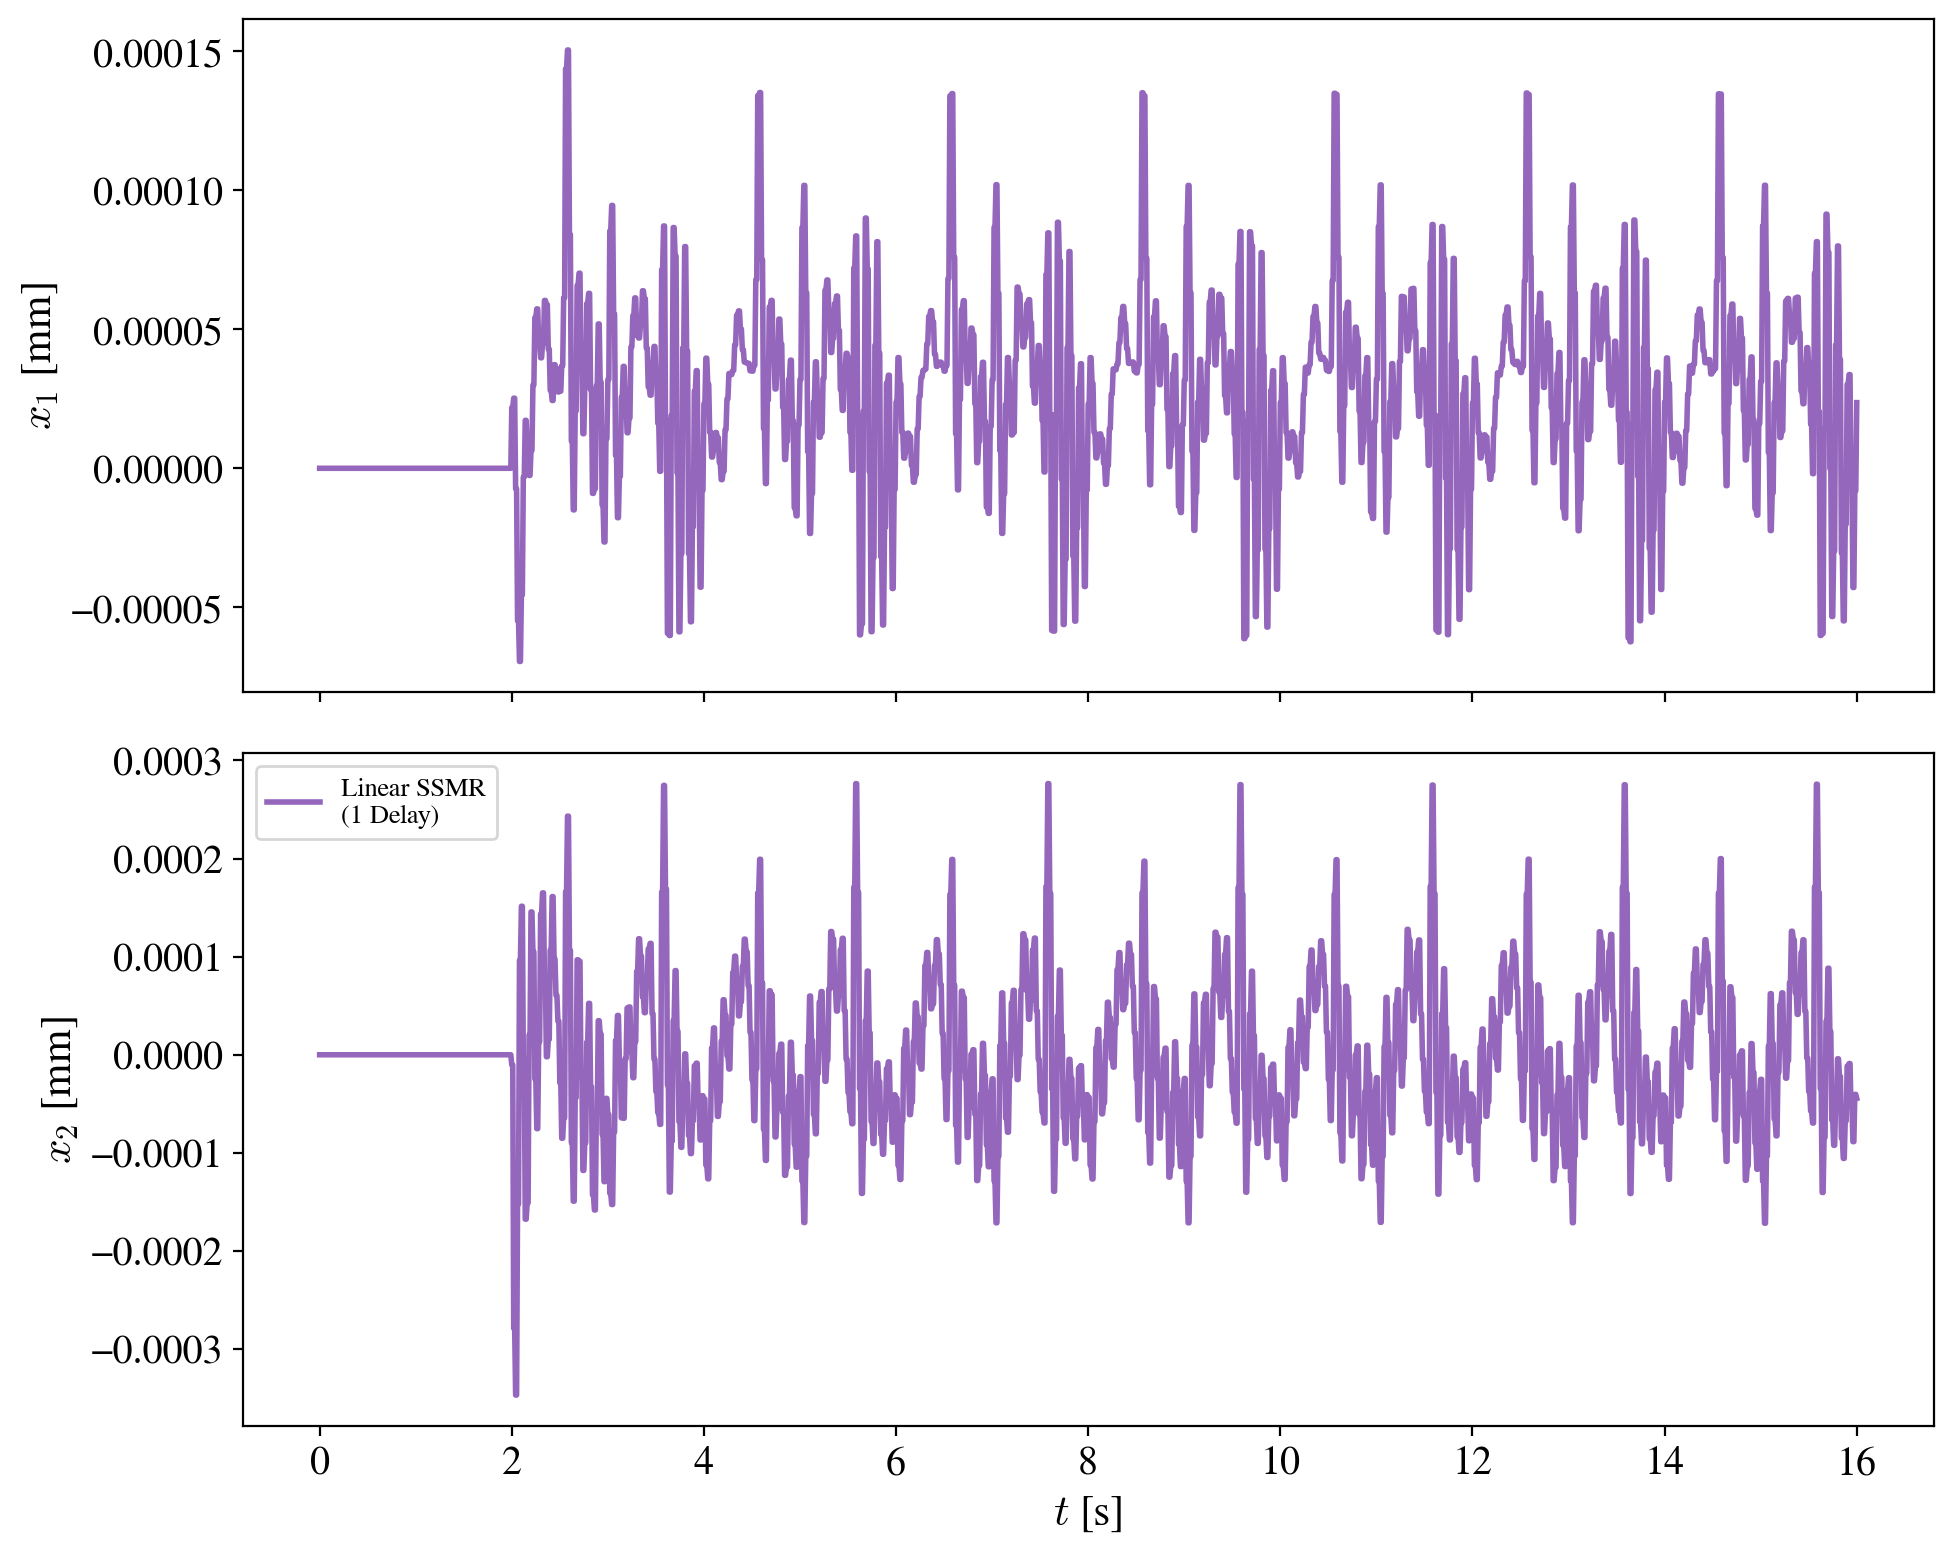 0.00015
0.00010
0.00005
0.00000
−0.00005
x₁ [mm]
0.0003
0.0002
0.0001
0.0000
−0.0001
−0.0002
−0.0003
x₂ [mm]
Linear SSMR
(1 Delay)
0 2 4 6 8 10 12 14 16
t [s]